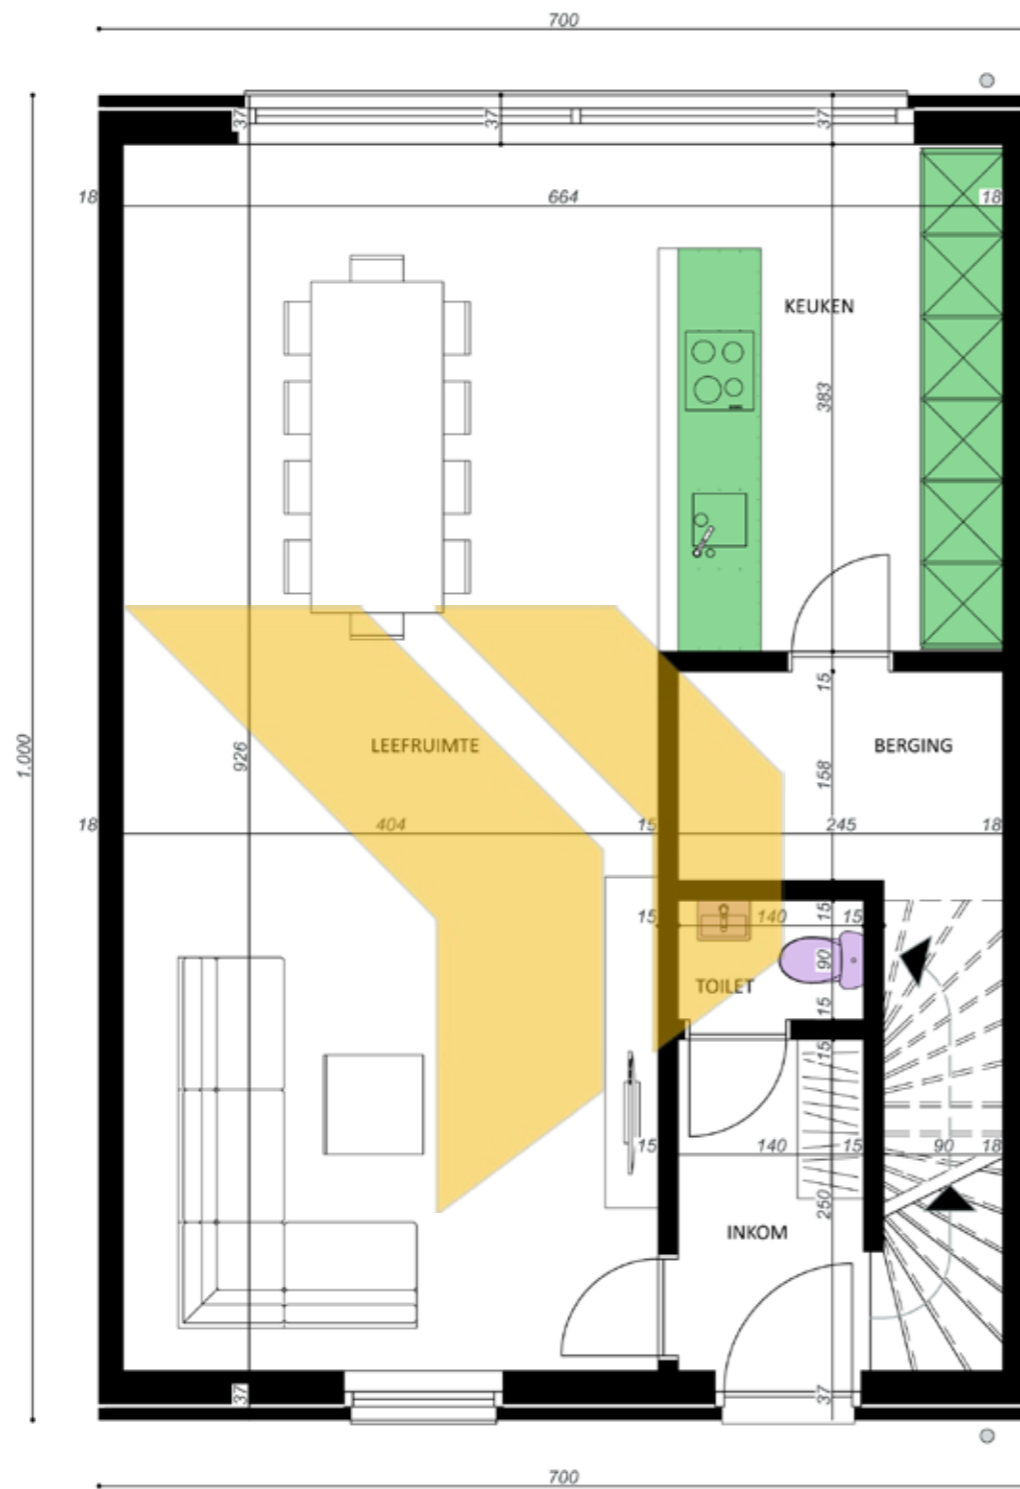 700
37 37 37
18 664 18
KEUKEN
383
15
LEEFRUIMTE BERGING
1.000 926 158
18 404 15 245 18
15 140 15 15
90
TOILET
15
15
15 140 15 90 18
250
INKOM
37 37
700